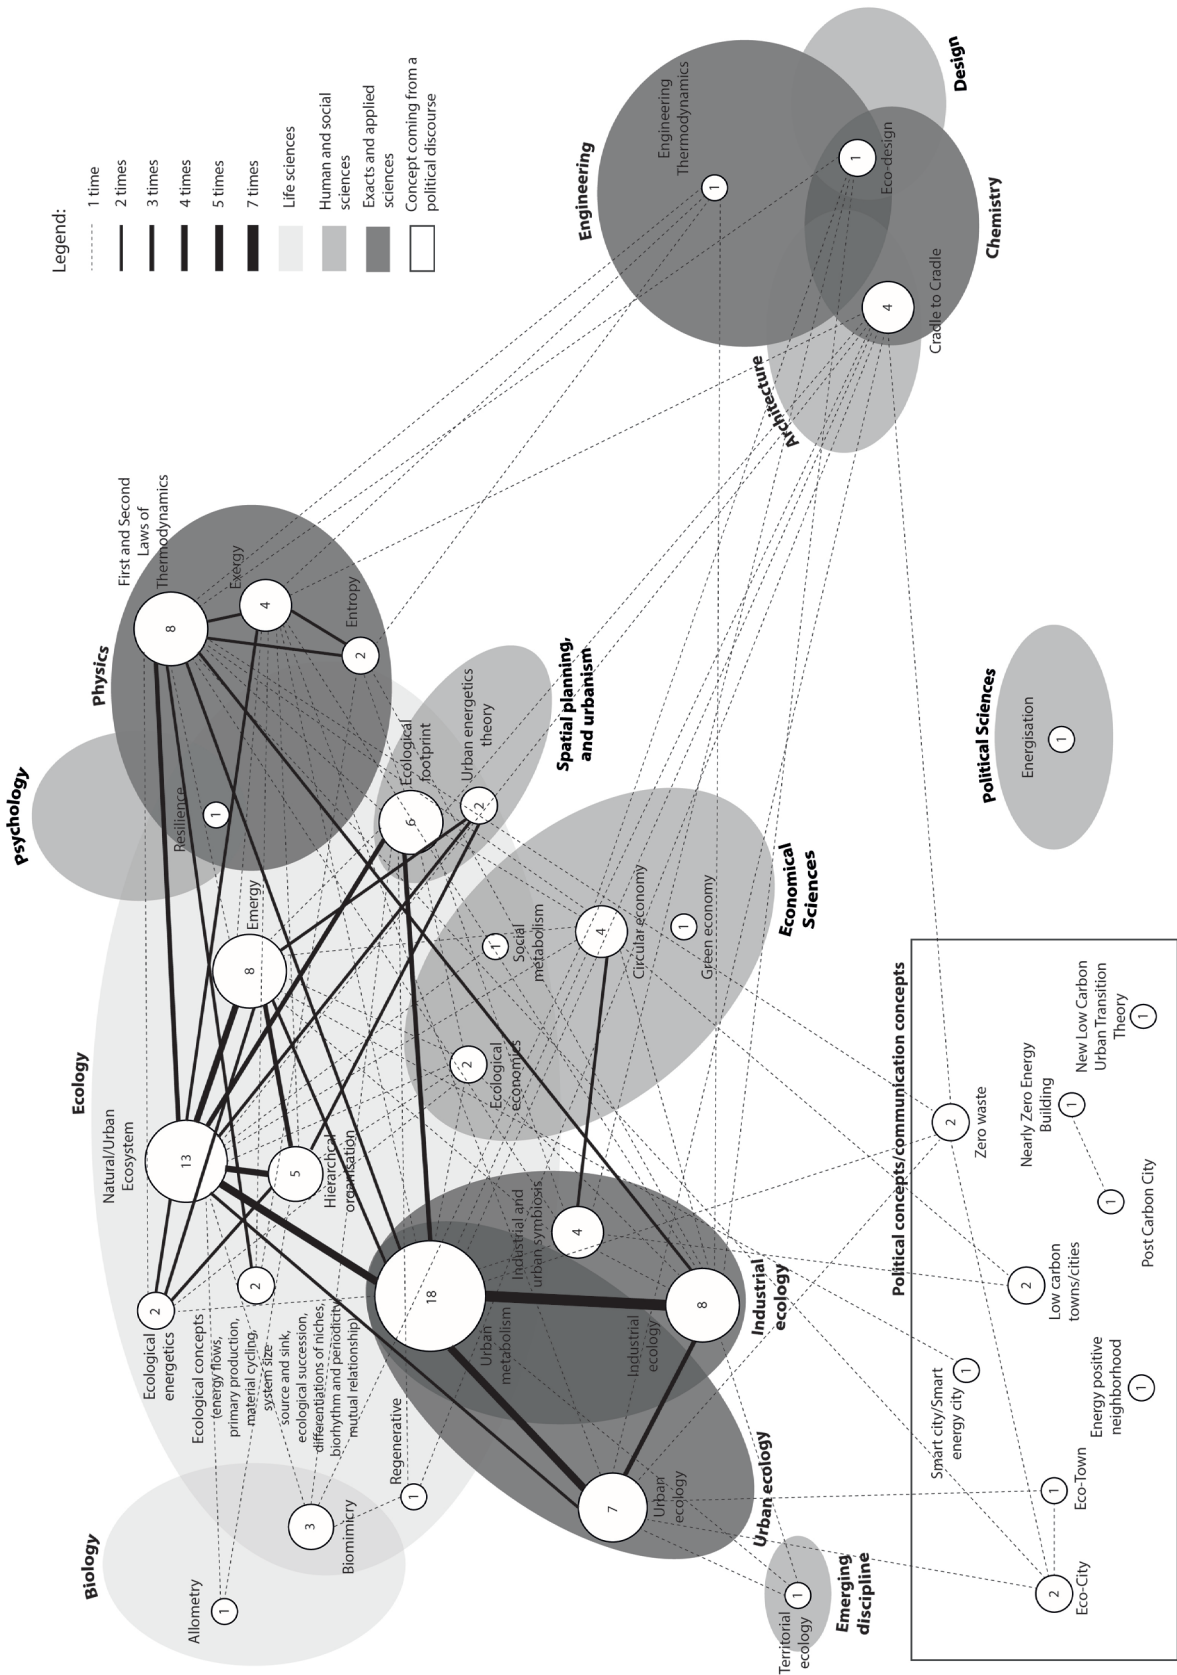 Legend:
1 time
2 times
3 times
4 times
5 times
7 times
Life sciences
Human and social
sciences
Exacts and applied
sciences
Concept coming from a
political discourse
Biology
Allometry
1
3
Biomimicry
Regenerative
1
Ecology
Natural/Urban
Ecosystem
13
Ecological
energetics
2
2
Ecological concepts
(energy flows,
primary production,
material cycling,
system size
source and sink,
ecological succession,
differentiations of niches,
biorhythm and periodicity
mutual relationship)
5
Hierarchcal
organisation
8
Emergy
Psychology
Resilience
1
Physics
First and Second
Laws of
Thermodynamics
8
Exergy
4
Entropy
2
Ecological
footprint
6
Urban energetics
theory
2
Spatial planning,
and urbanism
Social
metabolism
1
Ecological
economics
2
4
Circular economy
1
Green economy
Economical
Sciences
18
Urban
metabolism
Industrial and
urban symbiosis
4
Industrial
ecology
8
Industrial
ecology
7
Urban
ecology
Urban ecology
Territorial
ecology
1
Emerging
discipline
Engineering
Engineering
Thermodynamics
1
Design
1
Eco-design
Chemistry
4
Cradle to Cradle
Architecture
Political Sciences
Energisation
1
Political concepts/communication concepts
2
Eco-City
1
Eco-Town
Smart city/Smart
energy city
1
Energy positive
neighborhood
1
2
Low carbon
towns/cities
2
Zero waste
1
Post Carbon City
Nearly Zero Energy
Building
1
New Low Carbon
Urban Transition
Theory
1